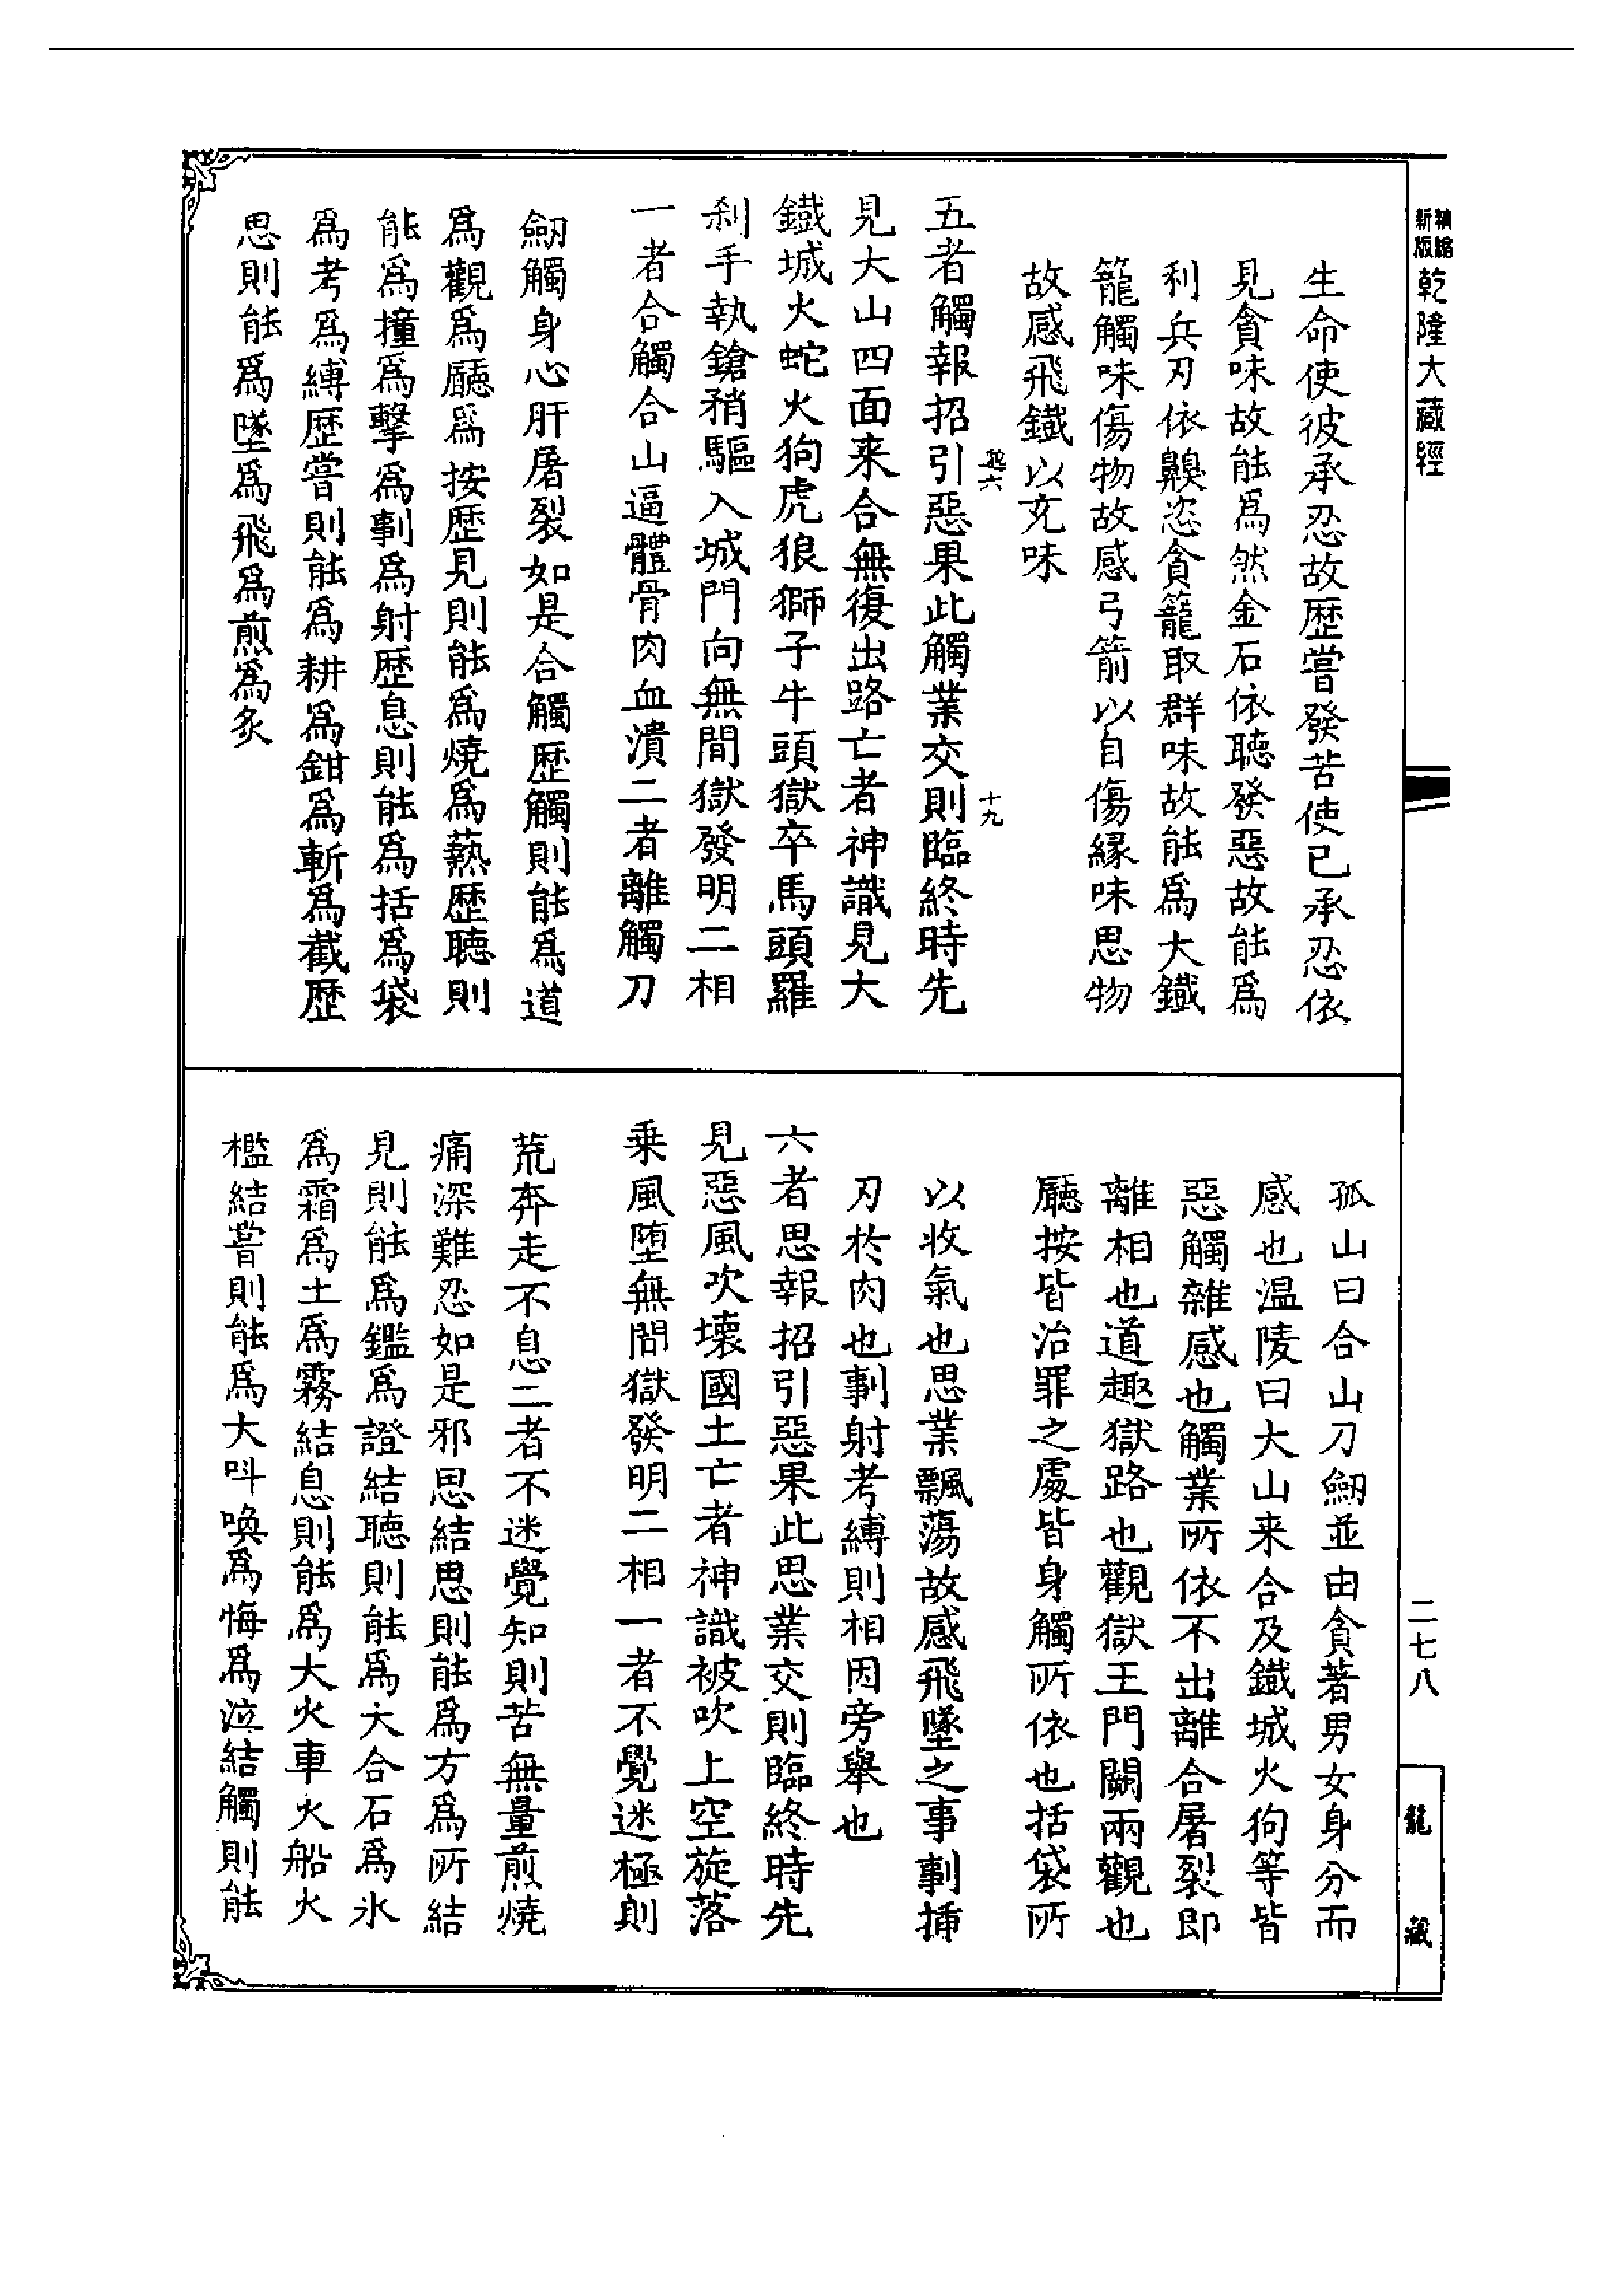 精縮新版乾隆大藏經
生命使彼承忍故歷嘗發苦使已承忍依
見貪味故能爲然金石依聽發惡故能爲
利兵刃依齅恣貪籠取群味故能爲大鐵
籠觸味傷物故感弓箭以自傷緣味思物
故感飛鐵以充味
十九
五者觸報招引惡果此觸業交則臨終時先
見大山四面来合無復出路亡者神識見大
鐵城火蛇火狗虎狼獅子牛頭獄卒馬頭羅
剎手執鎗矟驅入城門向無間獄發明二相
一者合觸合山逼體骨肉血潰二者離觸刀
劒觸身心肝屠裂如是合觸歷觸則能爲道
爲觀爲廳爲按歷見則能爲燒爲爇歷聽則
能爲撞爲擊爲剚爲射歷息則能爲括爲袋
爲考爲縛歷嘗則能爲耕爲鉗爲斬爲截歷
思則能爲墜爲飛爲煎爲炙
孤山曰合山刀劒並由貪著男女身分而
感也温陵曰大山来合及鐵城火狗等皆
惡觸雜感也觸業所依不出離合屠裂即
離相也道趣獄路也觀獄王門闕兩觀也
廳按皆治罪之處皆身觸所依也括袋所
以收氣也思業飄蕩故感飛墜之事剚揷
刃於肉也剚射考縛則相因旁舉也
六者思報招引惡果此思業交則臨終時先
見惡風吹壞國土亡者神識被吹上空旋落
乗風墮無間獄發明二相一者不覺迷極則
荒奔走不息二者不迷覺知則苦無量煎燒
痛深難忍如是邪思結思則能爲方爲所結
見則能爲鑑爲證結聽則能爲大合石爲氷
爲霜爲土爲霧結息則能爲大火車火船火
檻結嘗則能爲大呌喚爲悔爲泣結觸則能
二七八
龍藏